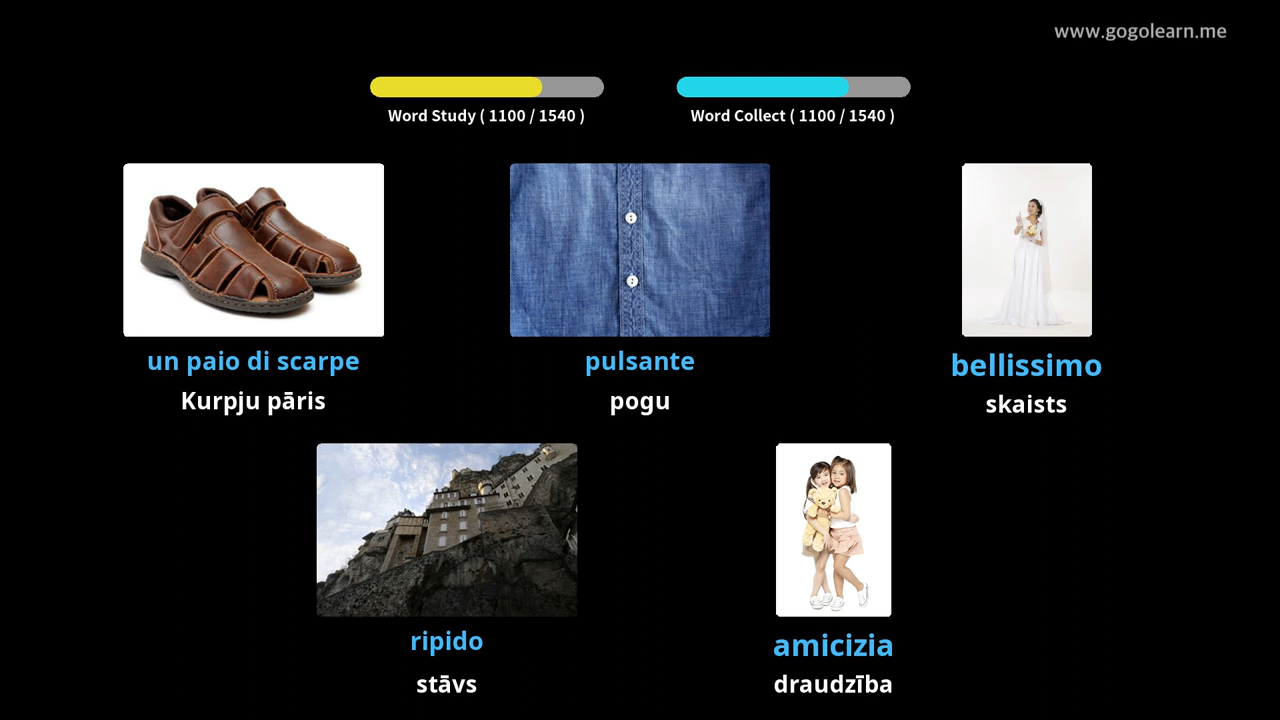 www.gogolearn.me
Word Study ( 1100 / 1540 )
Word Collect ( 1100 / 1540 )
un paio di scarpe
Kurpju pāris
pulsante
pogu
bellissimo
skaists
ripido
stāvs
amicizia
draudzība